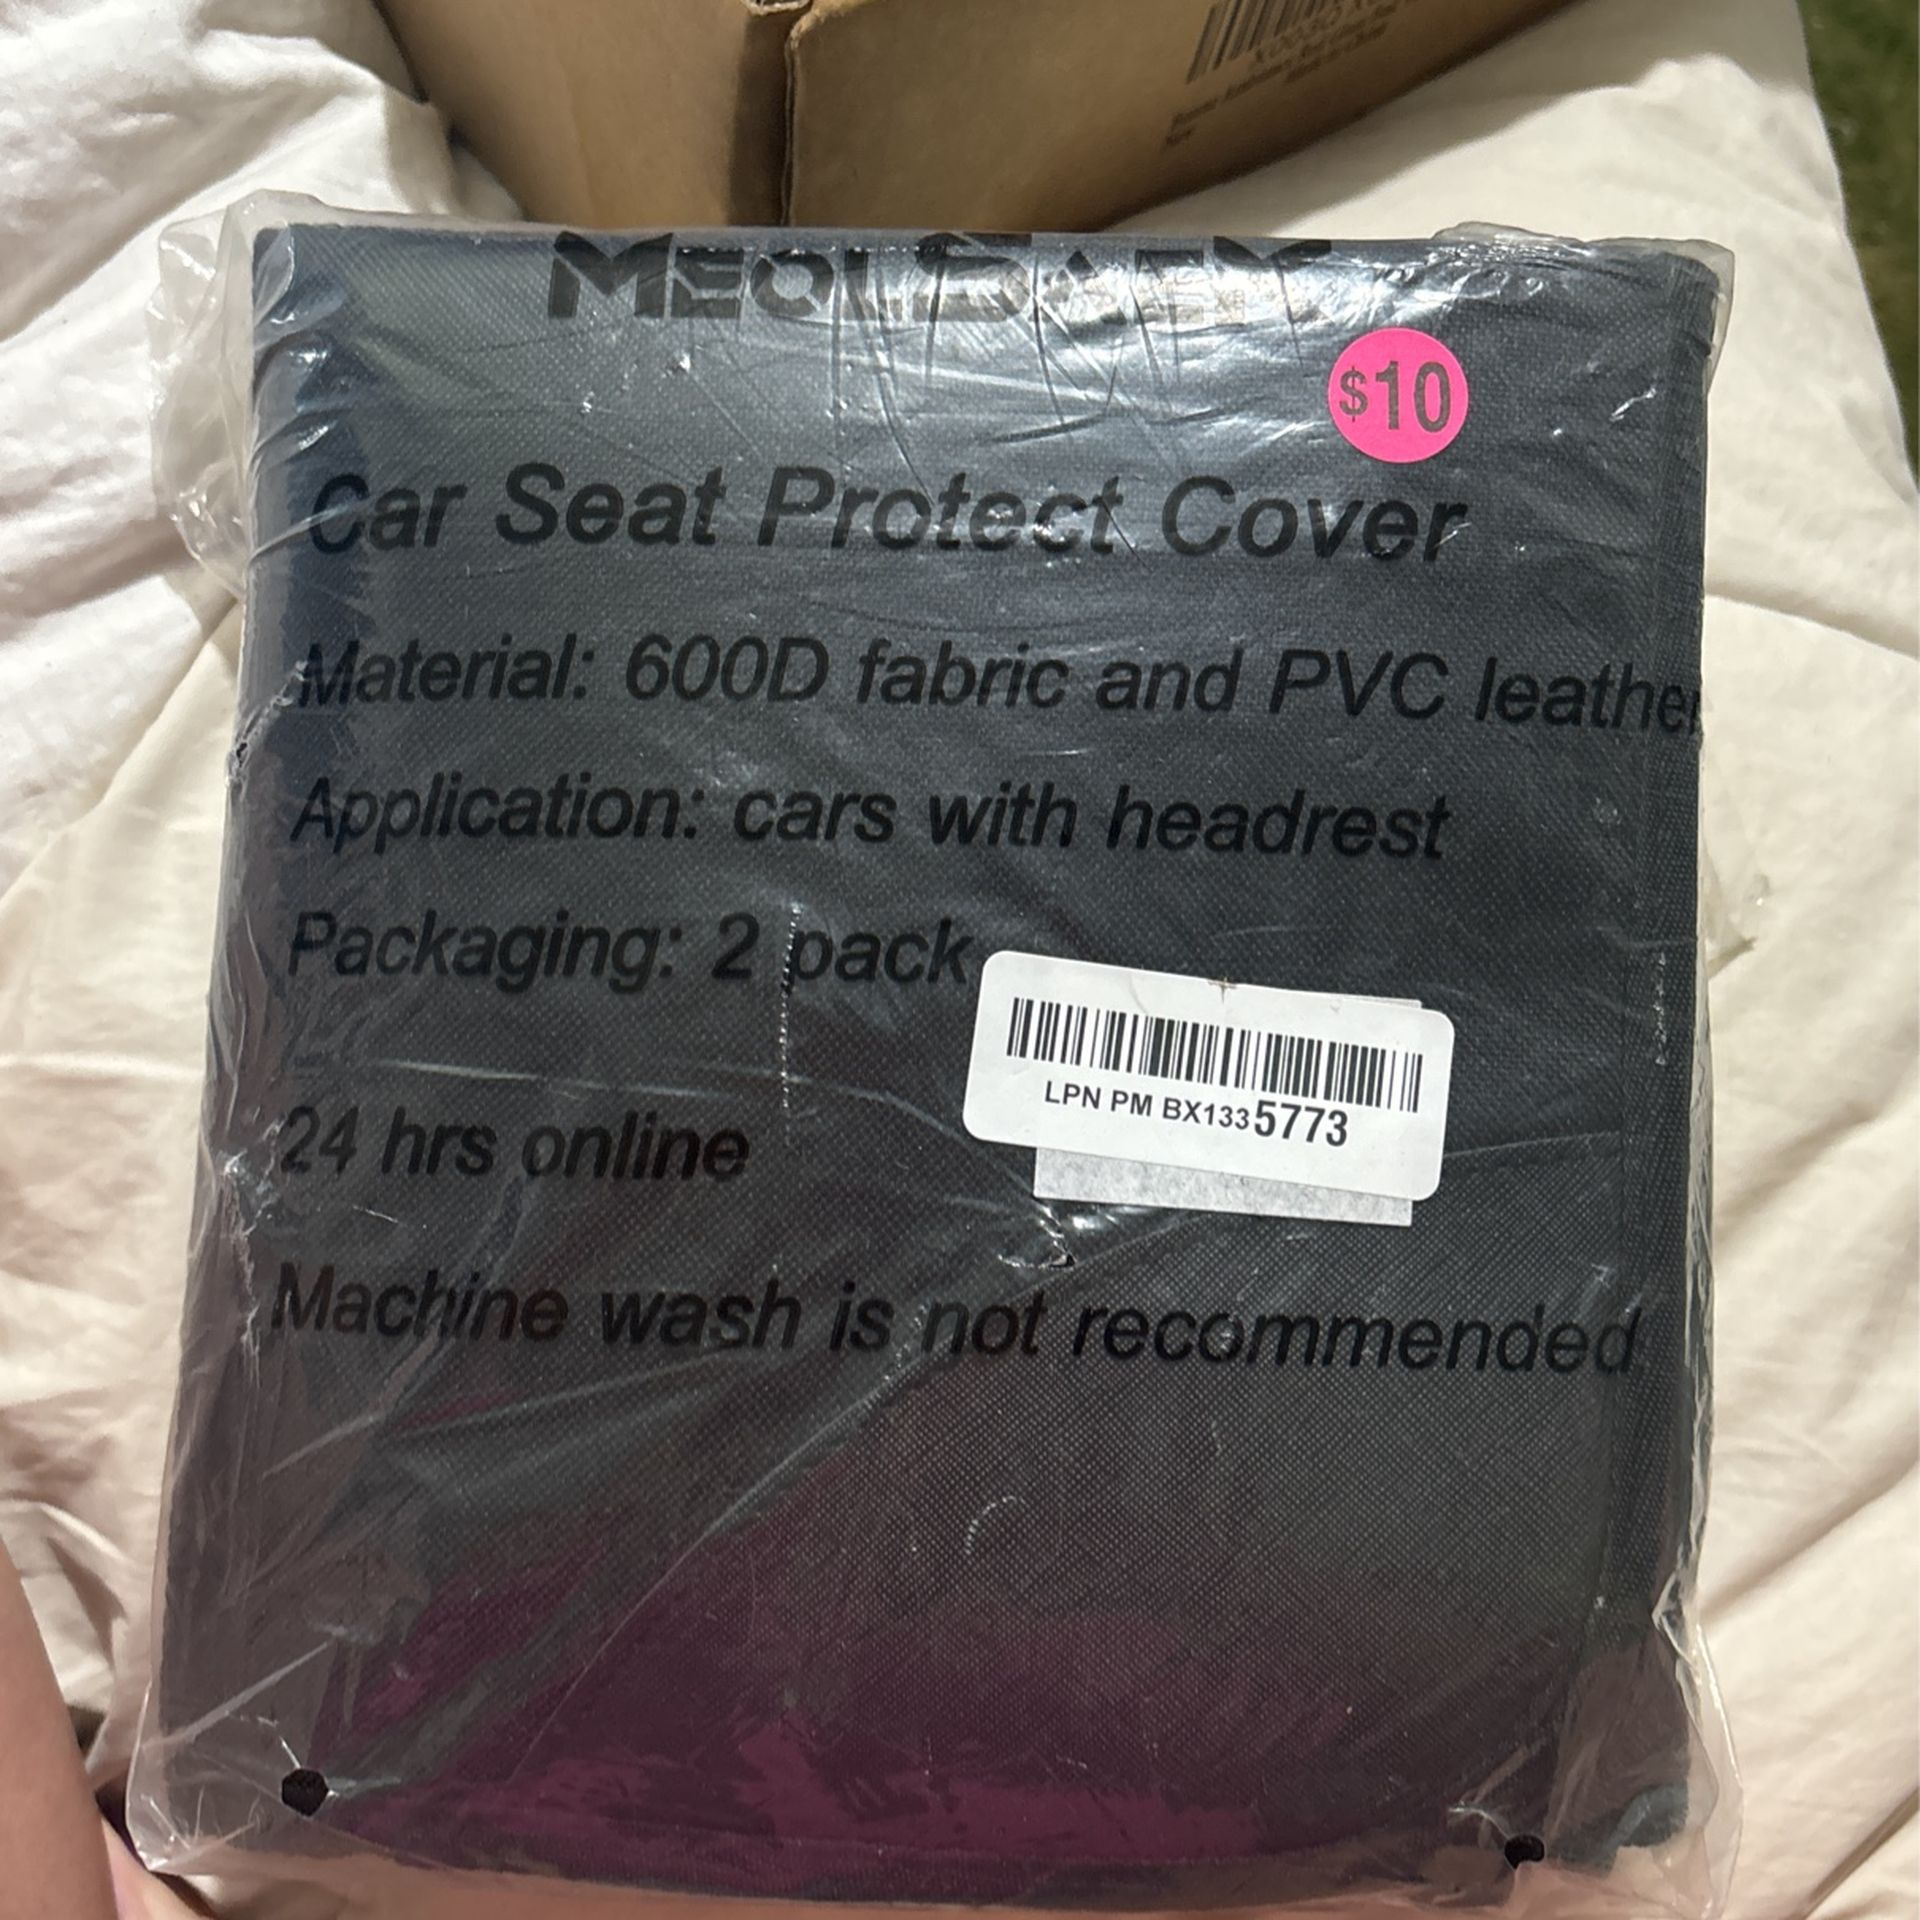 MEOLSAEK
$10
Car Seat Protect Cover
Material: 600D fabric and PVC leather
Application: cars with headrest
Packaging: 2 pack
LPN PM BX1335773
24 hrs online
Machine wash is not recommended